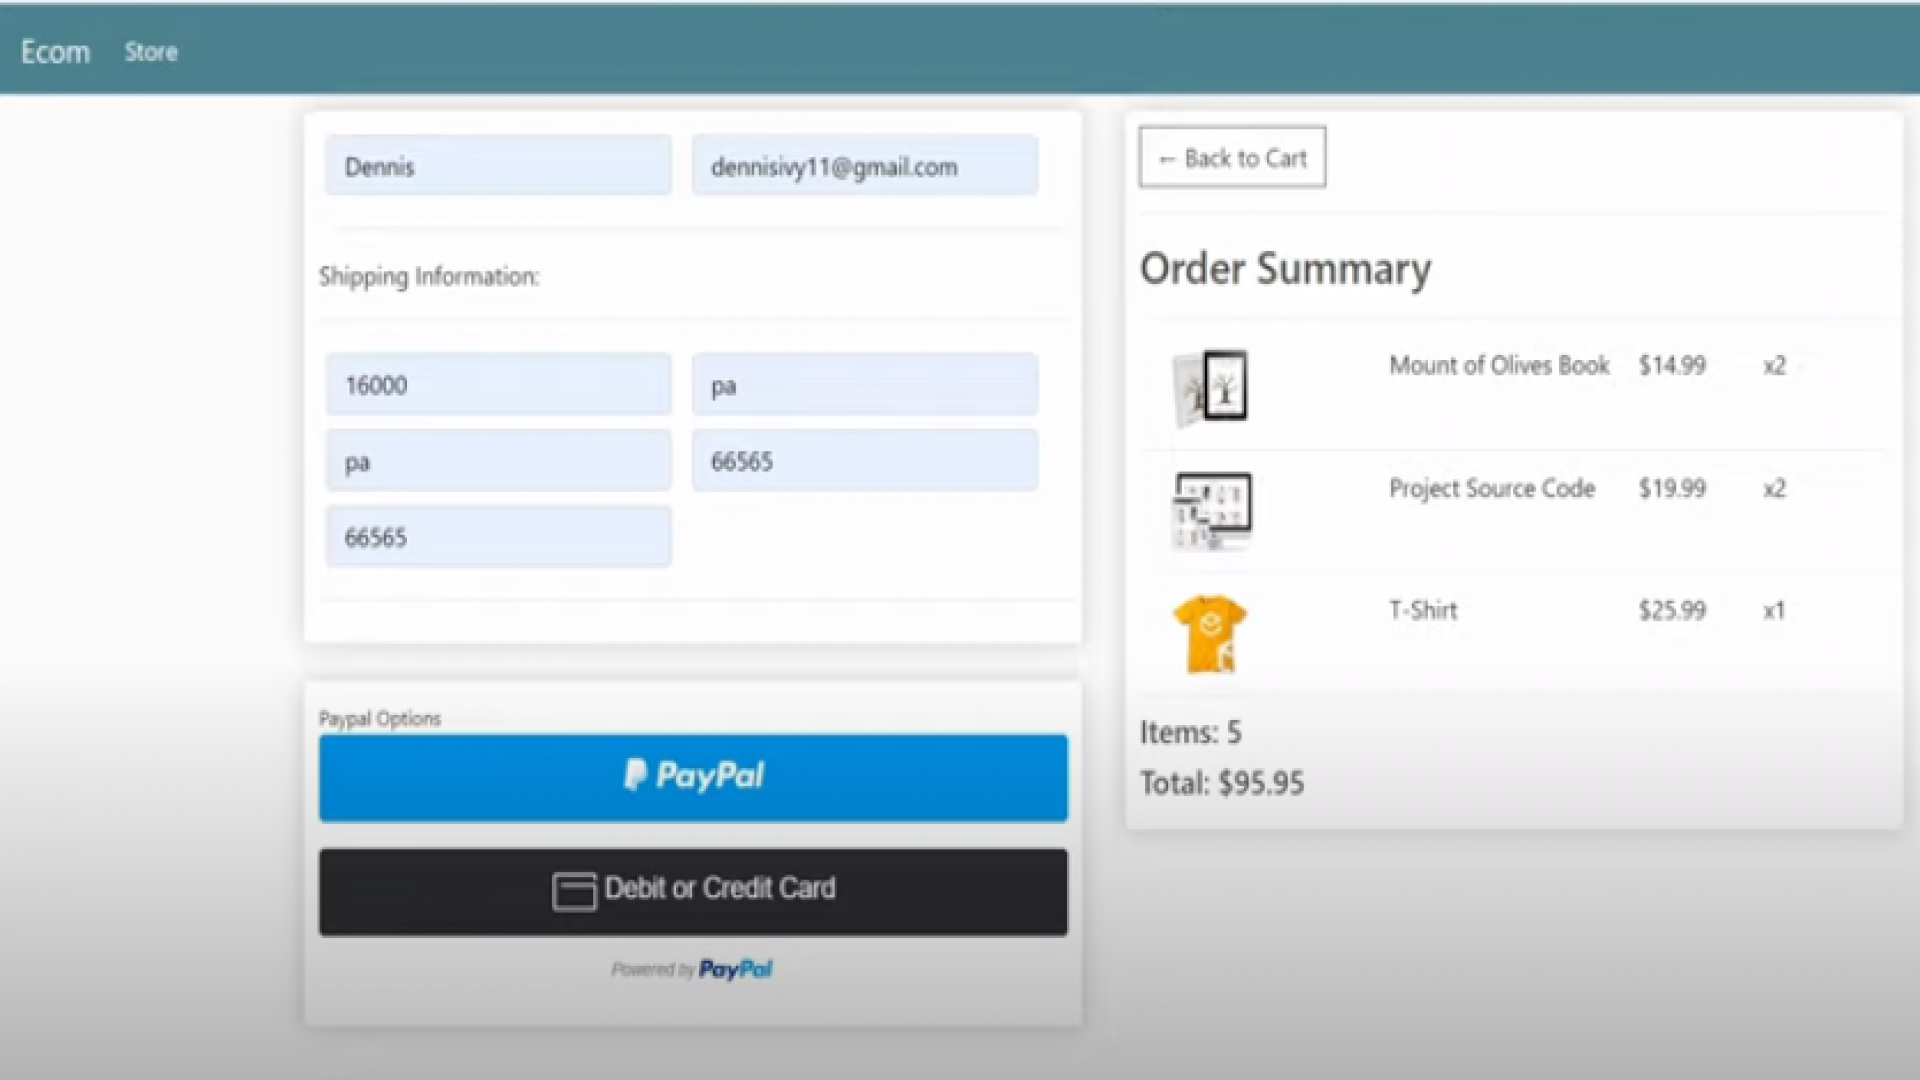 Ecom Store
Dennis
dennisivy11@gmail.com
Shipping Information:
16000
pa
pa
66565
66565
Paypal Options
PayPal
Debit or Credit Card
Powered by PayPal
← Back to Cart
Order Summary
Mount of Olives Book $14.99 x2
Project Source Code $19.99 x2
T-Shirt $25.99 x1
Items: 5
Total: $95.95